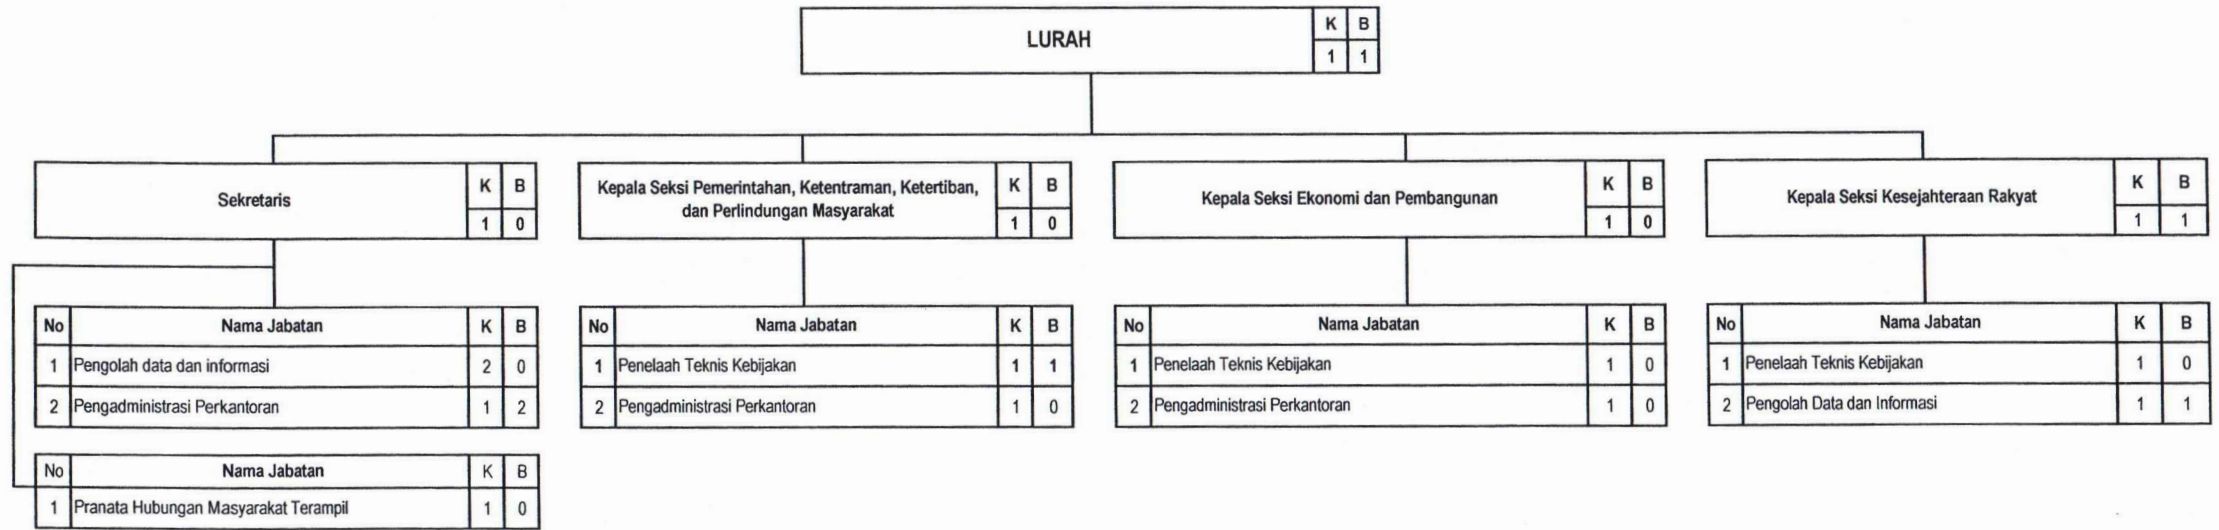 LURAH K B
1 1
Sekretaris K B
1 0
Kepala Seksi Pemerintahan, Ketentraman, Ketertiban,
dan Perlindungan Masyarakat K B
1 0
Kepala Seksi Ekonomi dan Pembangunan K B
1 0
Kepala Seksi Kesejahteraan Rakyat K B
1 1
No Nama Jabatan K B
1 Pengolah data dan informasi 2 0
2 Pengadministrasi Perkantoran 1 2
No Nama Jabatan K B
1 Pranata Hubungan Masyarakat Terampil 1 0
No Nama Jabatan K B
1 Penelaah Teknis Kebijakan 1 1
2 Pengadministrasi Perkantoran 1 0
No Nama Jabatan K B
1 Penelaah Teknis Kebijakan 1 0
2 Pengadministrasi Perkantoran 1 0
No Nama Jabatan K B
1 Penelaah Teknis Kebijakan 1 0
2 Pengolah Data dan Informasi 1 1